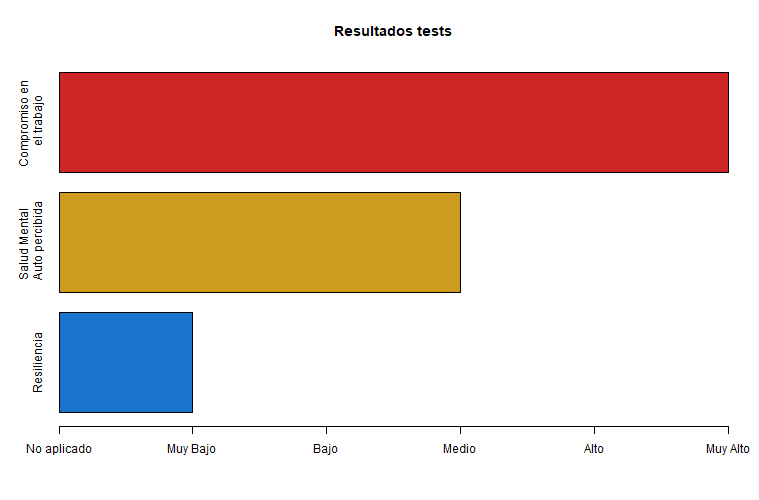 Resultados tests
Compromiso en
el trabajo
Salud Mental
Auto percibida
Resiliencia
No aplicado
Muy Bajo
Bajo
Medio
Alto
Muy Alto